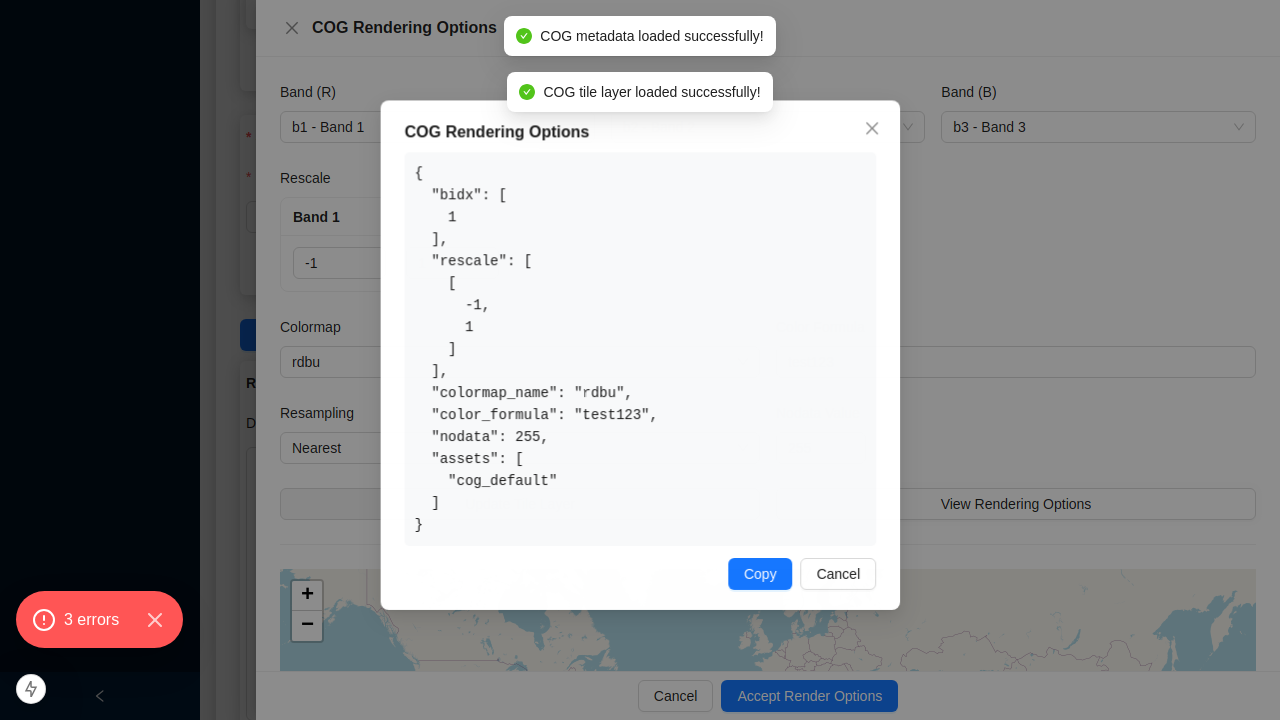 COG Rendering Options
COG metadata loaded successfully!
COG tile layer loaded successfully!
Band (R)
Band (B)
b1 - Band 1
b3 - Band 3
*
*
Rescale
Band 1
-1
Colormap
rdbu
Resampling
Nearest
View Rendering Options
COG Rendering Options
{
"bidx": [
1
],
"rescale": [
[
-1,
1
]
],
"colormap_name": "rdbu",
"color_formula": "test123",
"nodata": 255,
"assets": [
"cog_default"
]
}
Copy
Cancel
R
D
+
−
3 errors
Cancel
Accept Render Options